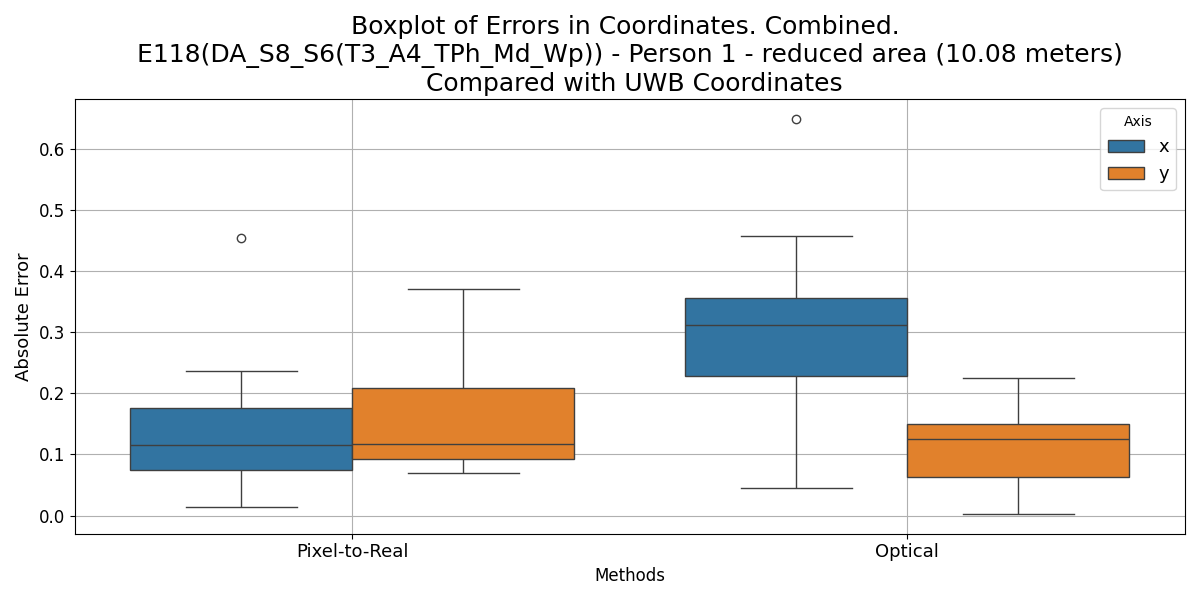 Boxplot of Errors in Coordinates. Combined.
E118(DA_S8_S6(T3_A4_TPh_Md_Wp)) - Person 1 - reduced area (10.08 meters)
Compared with UWB Coordinates
Axis
x
y
0.6
0.5
0.4
0.3
0.2
0.1
0.0
Absolute Error
Pixel-to-Real
Optical
Methods